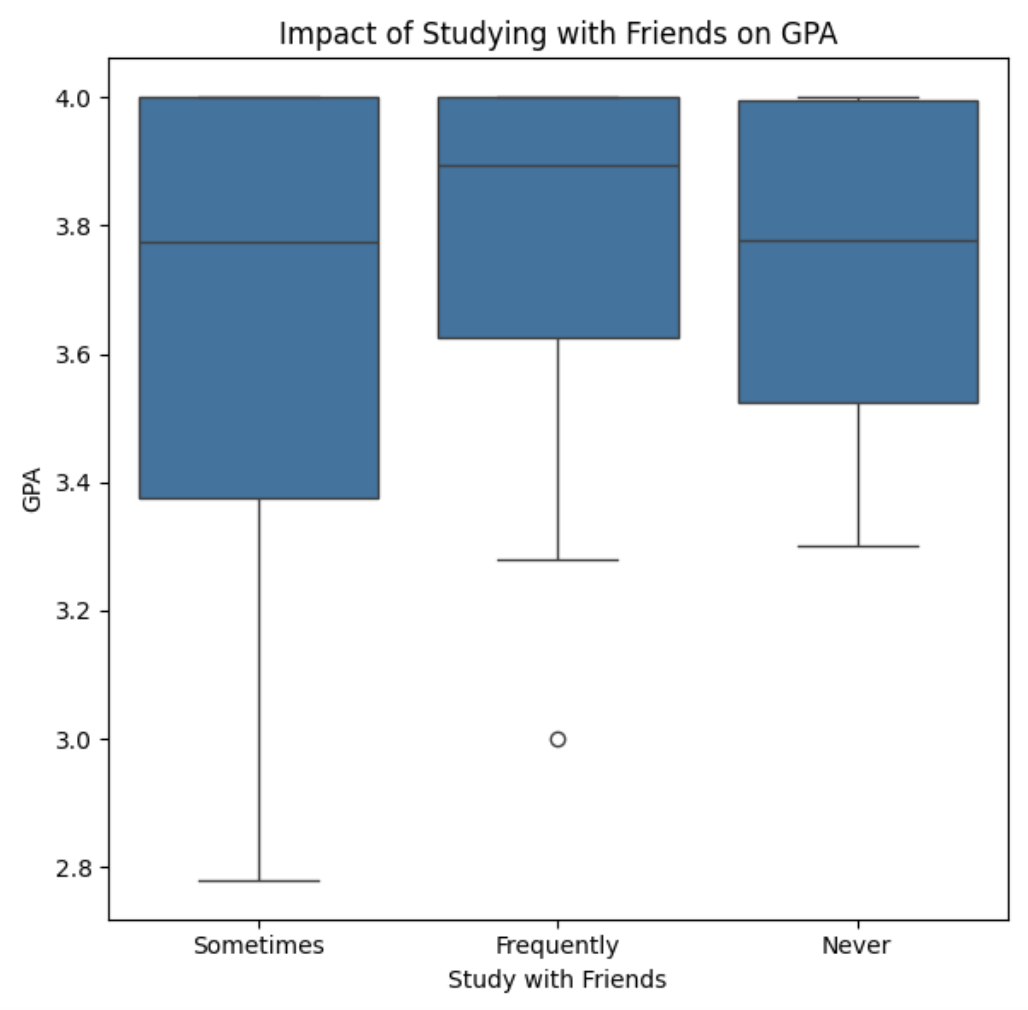 Impact of Studying with Friends on GPA
4.0
3.8
3.6
3.4
3.2
3.0
2.8
GPA
Sometimes Frequently Never
Study with Friends